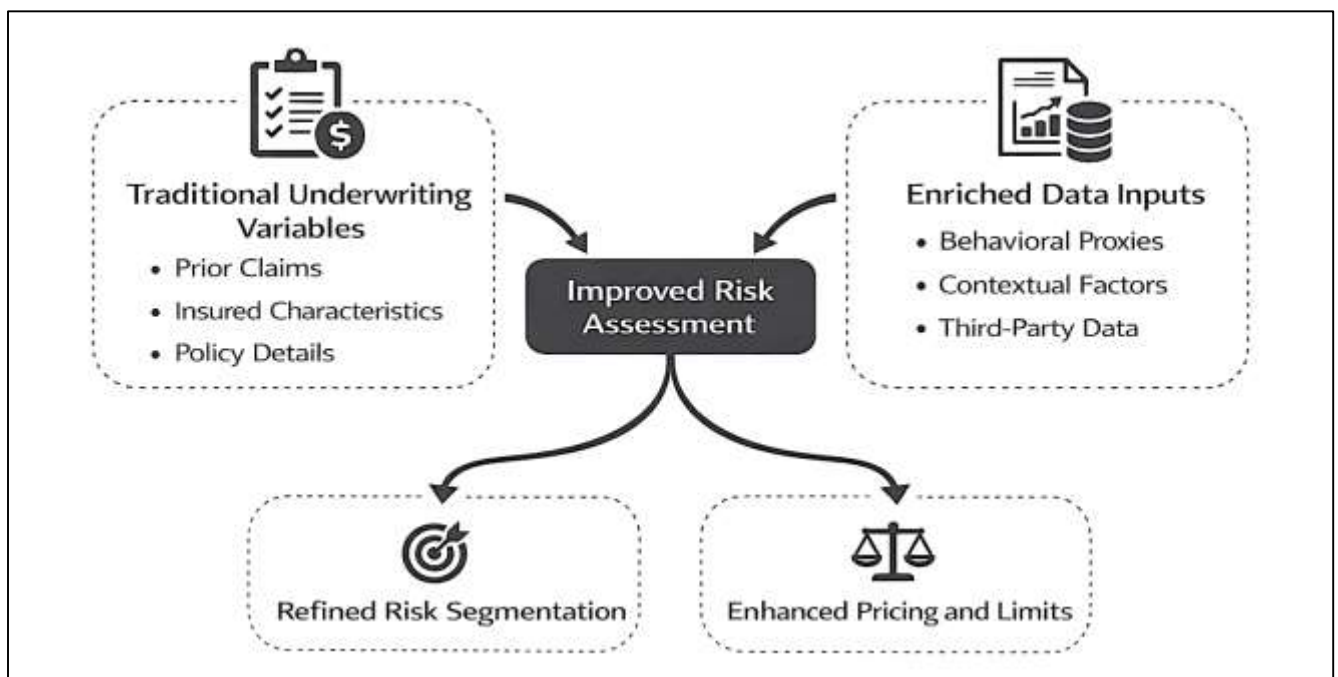 $
Traditional Underwriting
Variables
• Prior Claims
• Insured Characteristics
• Policy Details
Enriched Data Inputs
• Behavioral Proxies
• Contextual Factors
• Third-Party Data
Improved Risk
Assessment
Refined Risk Segmentation
Enhanced Pricing and Limits